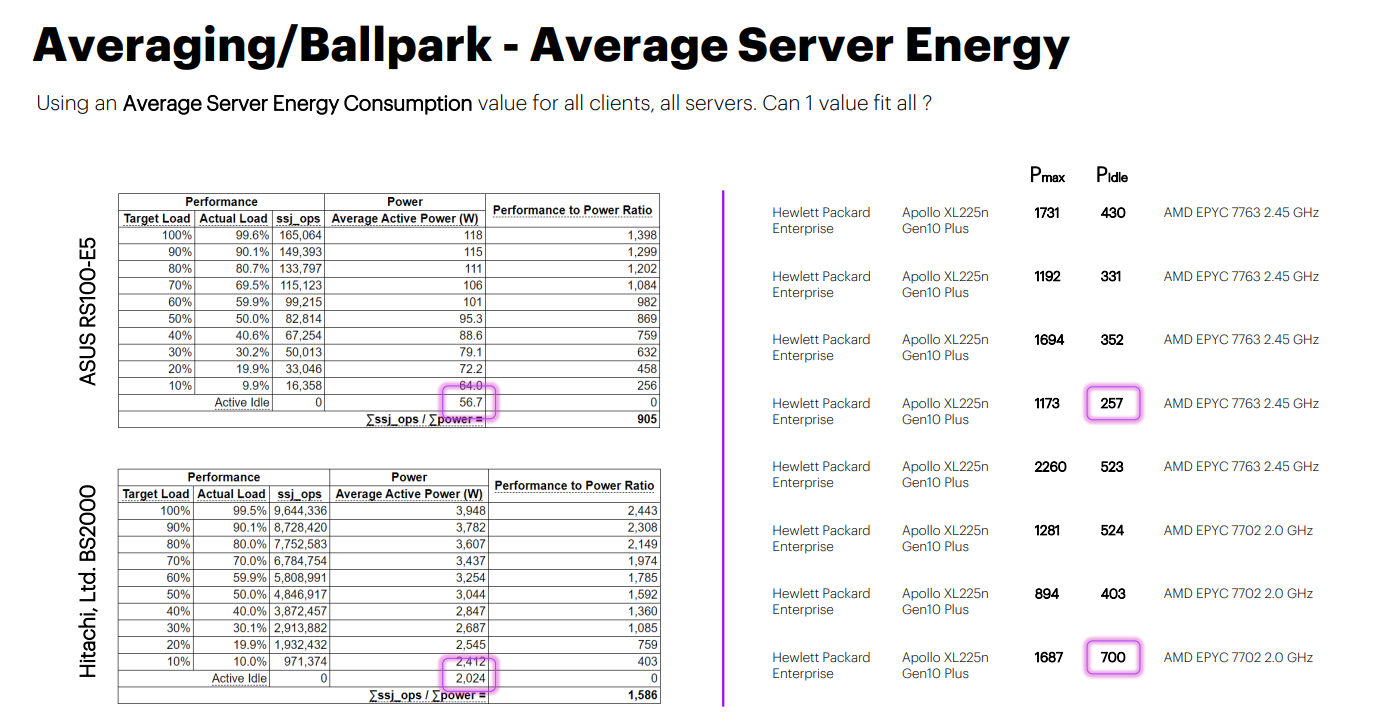 Averaging/Ballpark - Average Server Energy
Using an Average Server Energy Consumption value for all clients, all servers. Can 1 value fit all ?
ASUS RS100-E5
Performance Power Performance to Power Ratio
Target Load Actual Load ssj_ops Average Active Power (W)
100% 99.6% 165,064 118 1,398
90% 90.1% 149,393 115 1,299
80% 80.7% 133,797 111 1,202
70% 69.5% 115,123 106 1,084
60% 59.9% 99,215 101 982
50% 50.0% 82,814 95.3 869
40% 40.6% 67,254 88.6 759
30% 30.2% 50,013 79.1 632
20% 19.9% 33,046 72.2 458
10% 9.9% 16,358 64.0 256
Active Idle 0 56.7 0
∑ssj_ops / ∑power = 905
Hitachi, Ltd. BS2000
Performance Power Performance to Power Ratio
Target Load Actual Load ssj_ops Average Active Power (W)
100% 99.5% 9,644,336 3,948 2,443
90% 90.1% 8,728,420 3,782 2,308
80% 80.0% 7,752,583 3,607 2,149
70% 70.0% 6,784,754 3,437 1,974
60% 59.9% 5,808,991 3,254 1,785
50% 50.0% 4,846,917 3,044 1,592
40% 40.0% 3,872,457 2,847 1,360
30% 30.1% 2,913,882 2,687 1,085
20% 19.9% 1,932,432 2,545 759
10% 10.0% 971,374 2,412 403
Active Idle 0 2,024 0
∑ssj_ops / ∑power = 1,586
Pmax PIdle
Hewlett Packard Apollo XL225n 1731 430 AMD EPYC 7763 2.45 GHz
Enterprise Gen10 Plus
Hewlett Packard Apollo XL225n 1192 331 AMD EPYC 7763 2.45 GHz
Enterprise Gen10 Plus
Hewlett Packard Apollo XL225n 1694 352 AMD EPYC 7763 2.45 GHz
Enterprise Gen10 Plus
Hewlett Packard Apollo XL225n 1173 257 AMD EPYC 7763 2.45 GHz
Enterprise Gen10 Plus
Hewlett Packard Apollo XL225n 2260 523 AMD EPYC 7763 2.45 GHz
Enterprise Gen10 Plus
Hewlett Packard Apollo XL225n 1281 524 AMD EPYC 7702 2.0 GHz
Enterprise Gen10 Plus
Hewlett Packard Apollo XL225n 894 403 AMD EPYC 7702 2.0 GHz
Enterprise Gen10 Plus
Hewlett Packard Apollo XL225n 1687 700 AMD EPYC 7702 2.0 GHz
Enterprise Gen10 Plus